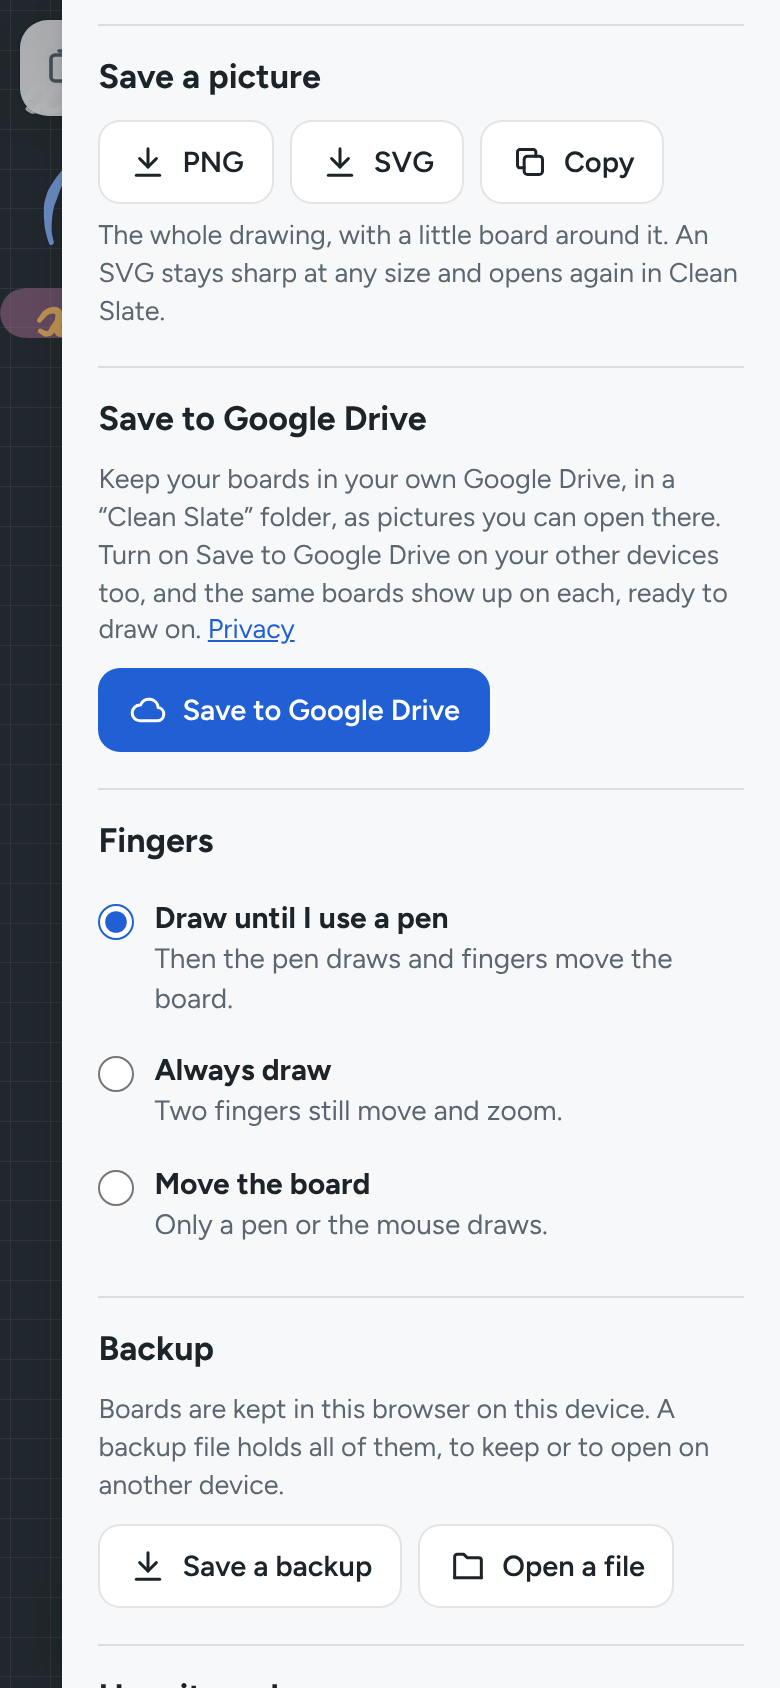 Save a picture
PNG
SVG
Copy
The whole drawing, with a little board around it. An
SVG stays sharp at any size and opens again in Clean
Slate.
Save to Google Drive
Keep your boards in your own Google Drive, in a
“Clean Slate” folder, as pictures you can open there.
Turn on Save to Google Drive on your other devices
too, and the same boards show up on each, ready to
draw on. Privacy
Save to Google Drive
Fingers
Draw until I use a pen
Then the pen draws and fingers move the
board.
Always draw
Two fingers still move and zoom.
Move the board
Only a pen or the mouse draws.
Backup
Boards are kept in this browser on this device. A
backup file holds all of them, to keep or to open on
another device.
Save a backup
Open a file